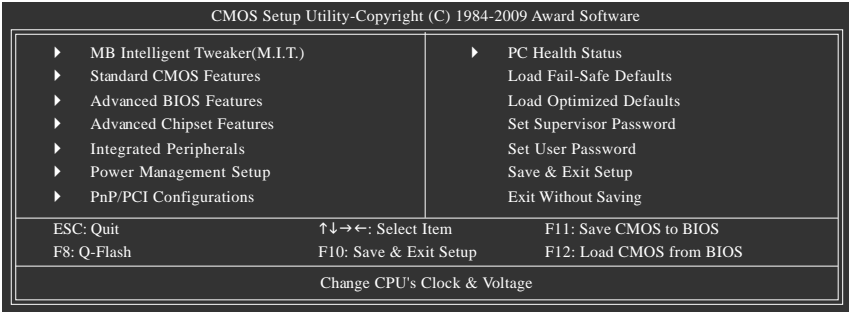 CMOS Setup Utility-Copyright (C) 1984-2009 Award Software
MB Intelligent Tweaker(M.I.T.)
Standard CMOS Features
Advanced BIOS Features
Advanced Chipset Features
Integrated Peripherals
Power Management Setup
PnP/PCI Configurations
PC Health Status
Load Fail-Safe Defaults
Load Optimized Defaults
Set Supervisor Password
Set User Password
Save & Exit Setup
Exit Without Saving
ESC: Quit ↑↓→←: Select Item F11: Save CMOS to BIOS
F8: Q-Flash F10: Save & Exit Setup F12: Load CMOS from BIOS
Change CPU's Clock & Voltage